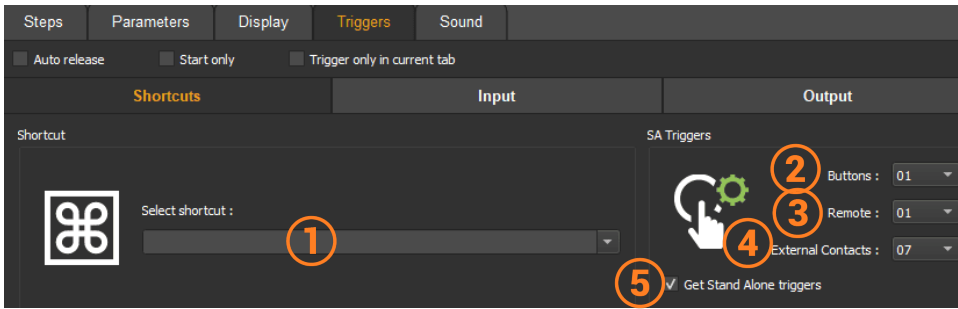 Steps Parameters Display Triggers Sound
Auto release Start only Trigger only in current tab
Shortcuts Input Output
Shortcut SA Triggers
2 Buttons : 01
Select shortcut : 3 Remote : 01
1 4 External Contacts : 07
5 Get Stand Alone triggers